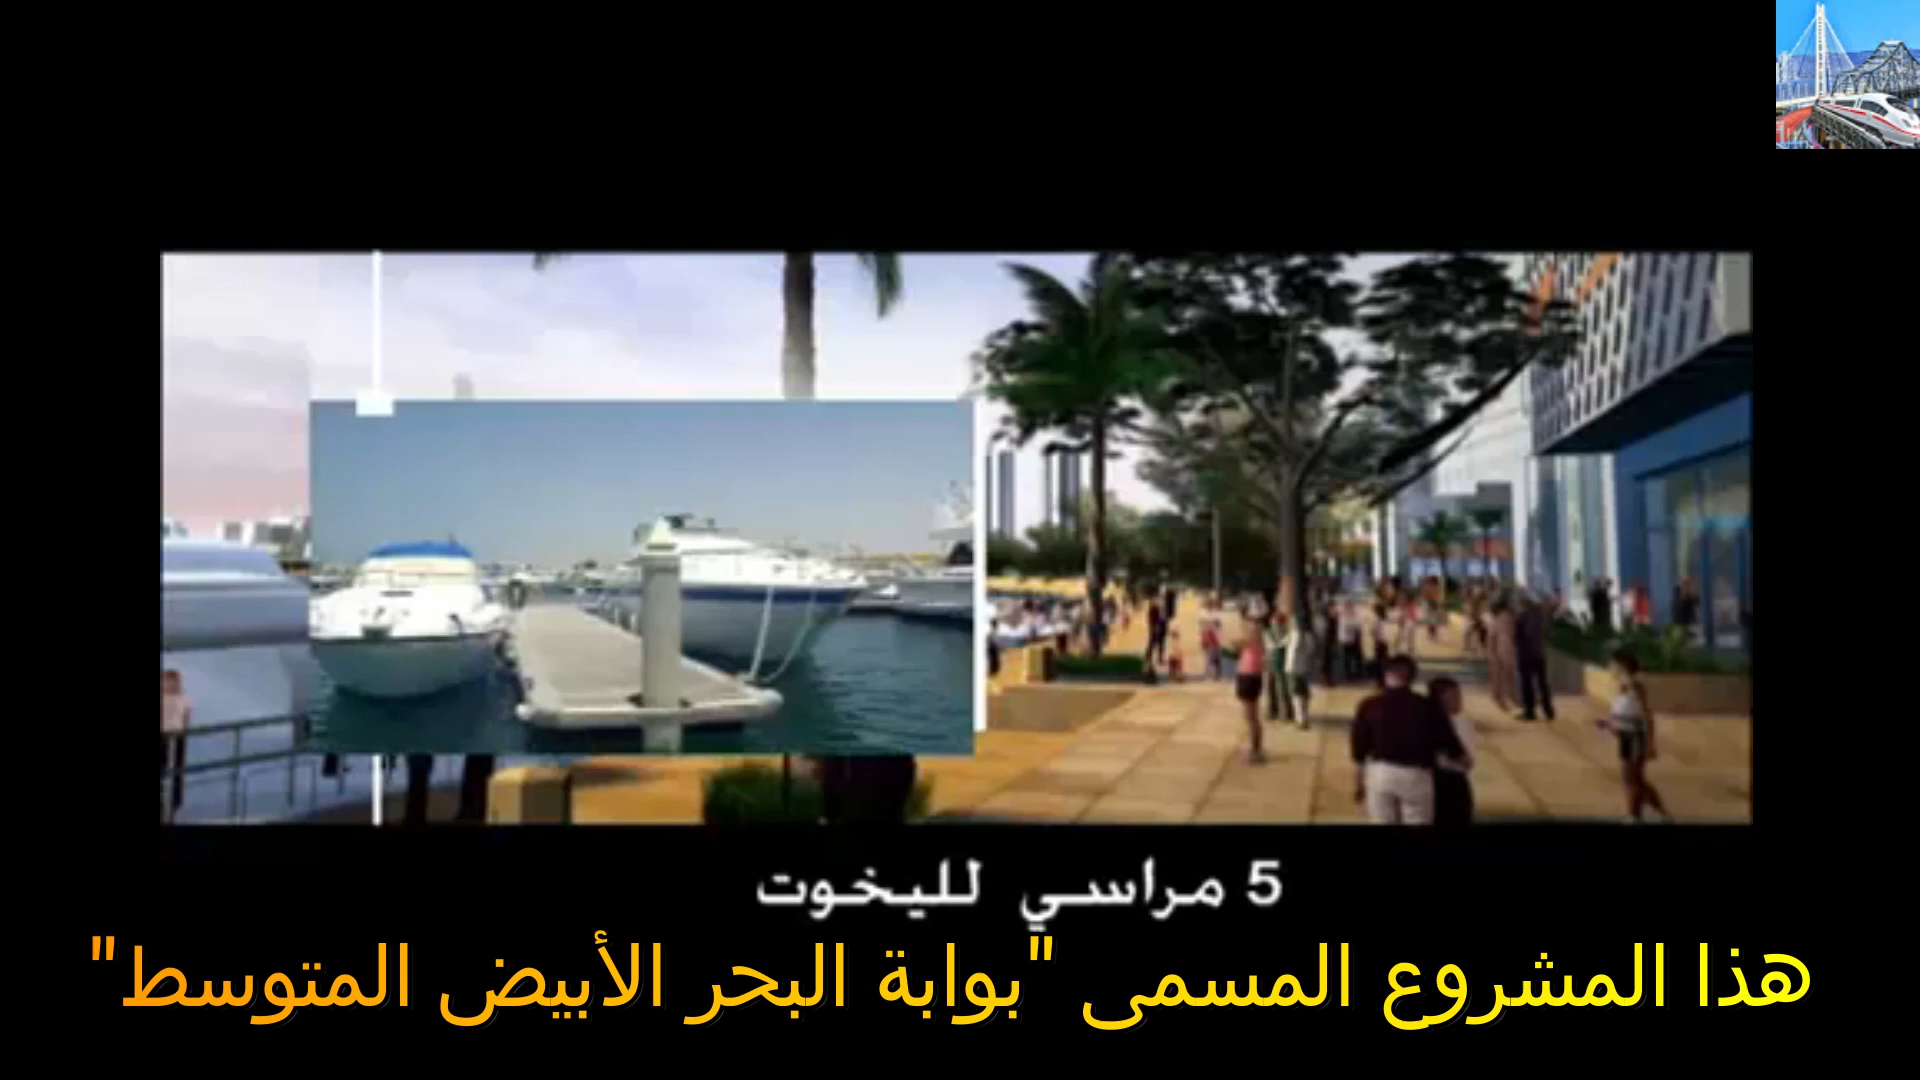 5 مراسي لليخوت
هذا المشروع المسمى "بوابة البحر الأبيض المتوسط"